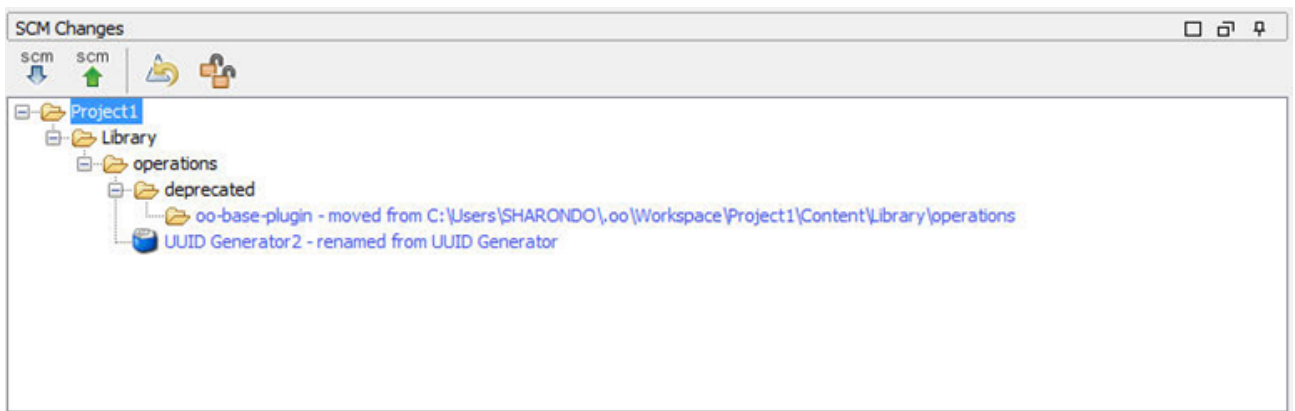 SCM Changes
scm scm
Project1
Library
operations
deprecated
oo-base-plugin - moved from C:\Users\SHARONDO\.oo\Workspace\Project1\Content\Library\operations
UUID Generator2 - renamed from UUID Generator